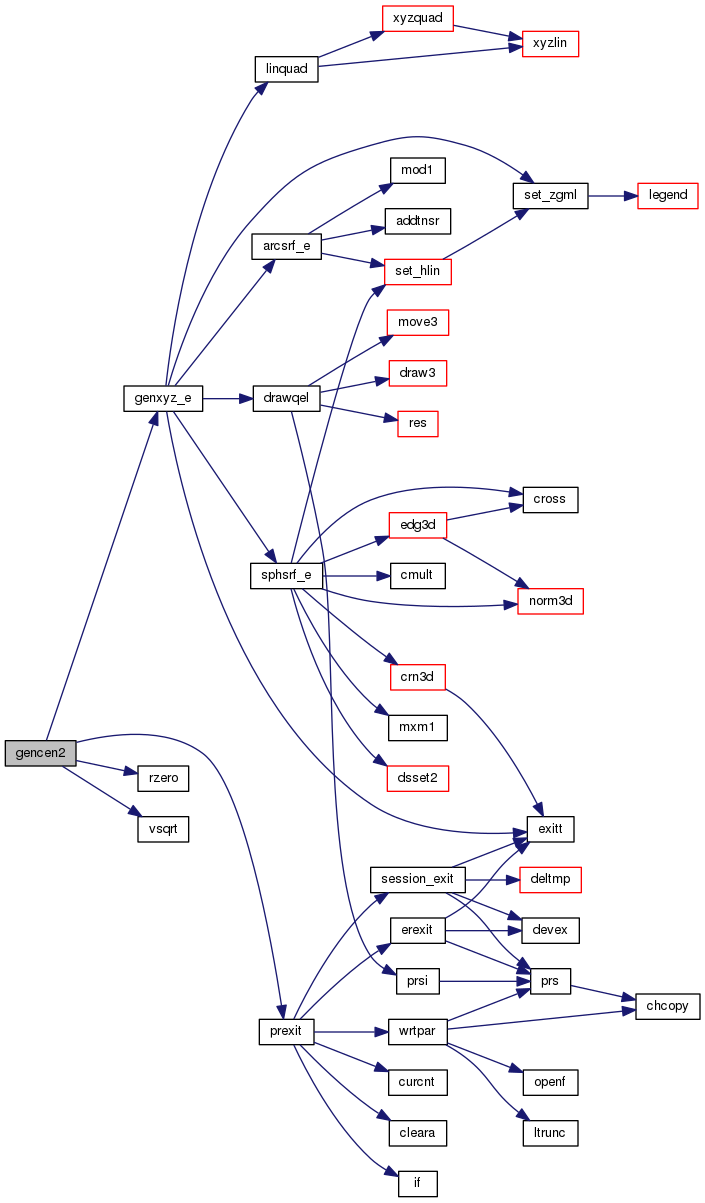 xyzquad
xyzlin
linquad
mod1
set_zgml
legend
addtnsr
arcsrf_e
set_hlin
move3
draw3
genxyz_e
drawqel
res
cross
edg3d
sphsrf_e
cmult
norm3d
crn3d
mxm1
gencen2
rzero
dsset2
vsqrt
exitt
session_exit
deltmp
erexit
devex
prsi
prs
chcopy
prexit
wrtpar
curcnt
openf
cleara
ltrunc
if